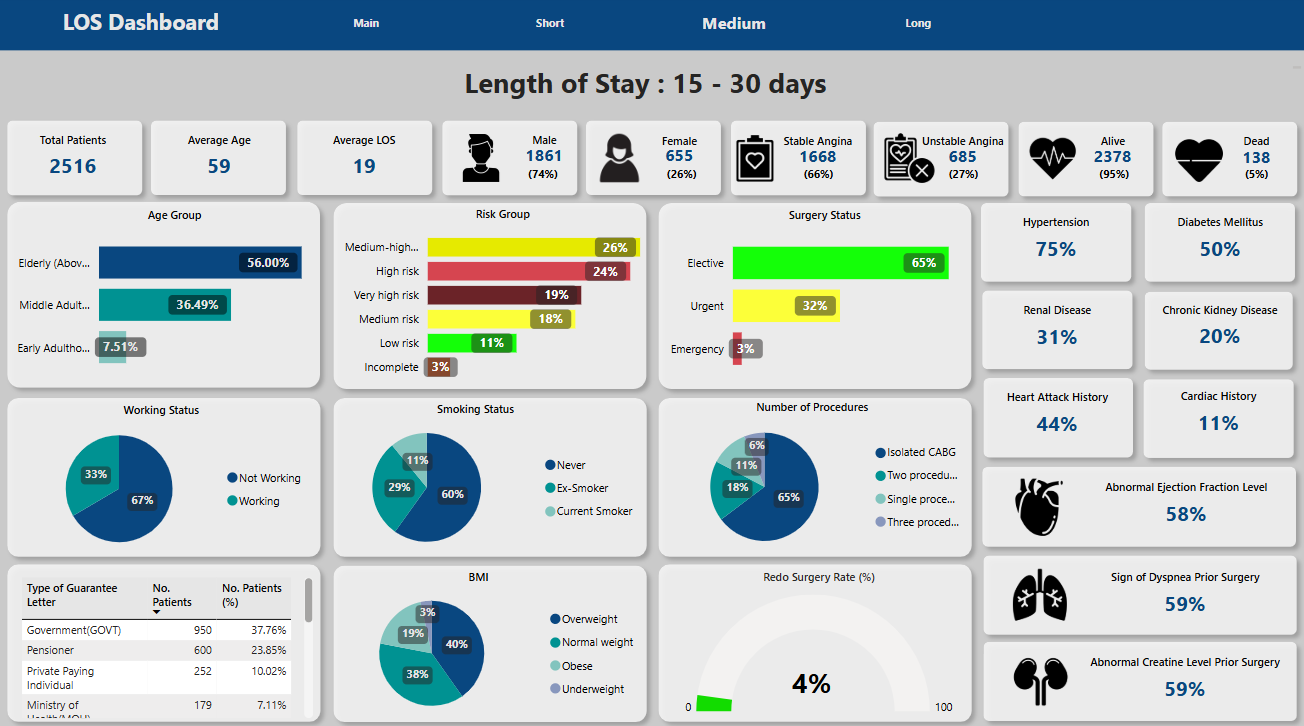 LOS Dashboard
Main
Short
Medium
Long
Length of Stay : 15 - 30 days
Total Patients
2516
Average Age
59
Average LOS
19
Male
1861
(74%)
Female
655
(26%)
Stable Angina
1668
(66%)
Unstable Angina
685
(27%)
Alive
2378
(95%)
Dead
138
(5%)
Age Group
Elderly (Abov...
56.00%
Middle Adult...
36.49%
Early Adultho...
7.51%
Risk Group
Medium-high...
26%
High risk
24%
Very high risk
19%
Medium risk
18%
Low risk
11%
Incomplete
3%
Surgery Status
Elective
65%
Urgent
32%
Emergency
3%
Hypertension
75%
Diabetes Mellitus
50%
Renal Disease
31%
Chronic Kidney Disease
20%
Heart Attack History
44%
Cardiac History
11%
Working Status
33%
67%
Not Working
Working
Smoking Status
11%
29%
60%
Never
Ex-Smoker
Current Smoker
Number of Procedures
6%
11%
18%
65%
Isolated CABG
Two procedu...
Single proce...
Three proced...
Abnormal Ejection Fraction Level
58%
Type of Guarantee
Letter
No.
Patients
No. Patients
(%)
Government(GOVT)
950
37.76%
Pensioner
600
23.85%
Private Paying
Individual
252
10.02%
Ministry of
Health(MOH)
179
7.11%
BMI
3%
19%
40%
38%
Overweight
Normal weight
Obese
Underweight
Redo Surgery Rate (%)
4%
0
100
Sign of Dyspnea Prior Surgery
59%
Abnormal Creatine Level Prior Surgery
59%